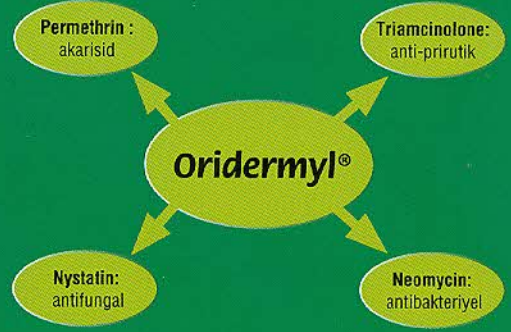 Permethrin :
akarisid
Triamcinolone:
anti-prirutik
Oridermyl®
Nystatin:
antifungal
Neomycin:
antibakteriyel